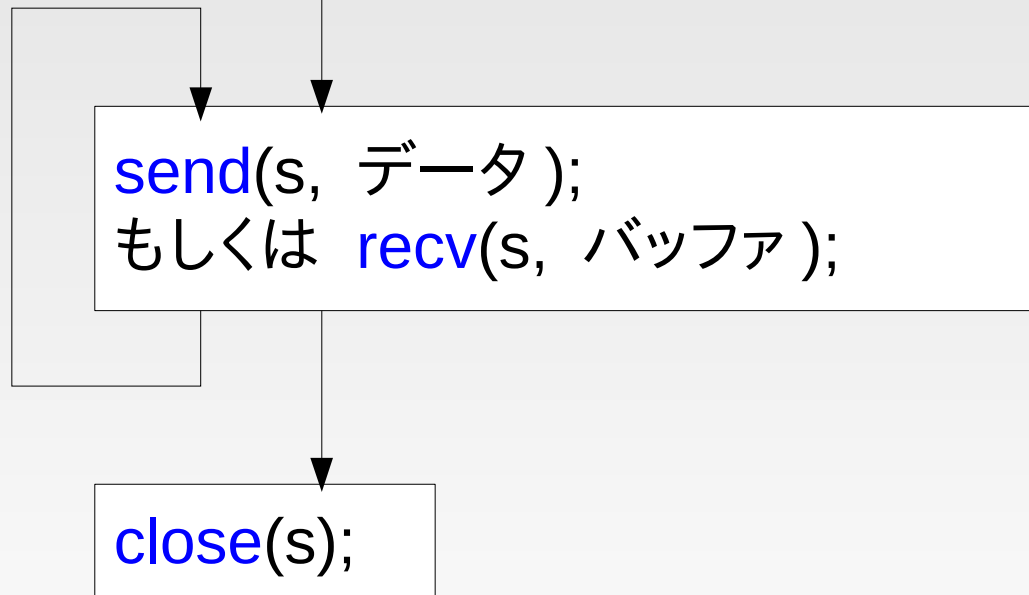 send(s, データ );
もしくは recv(s, バッファ );
close(s);